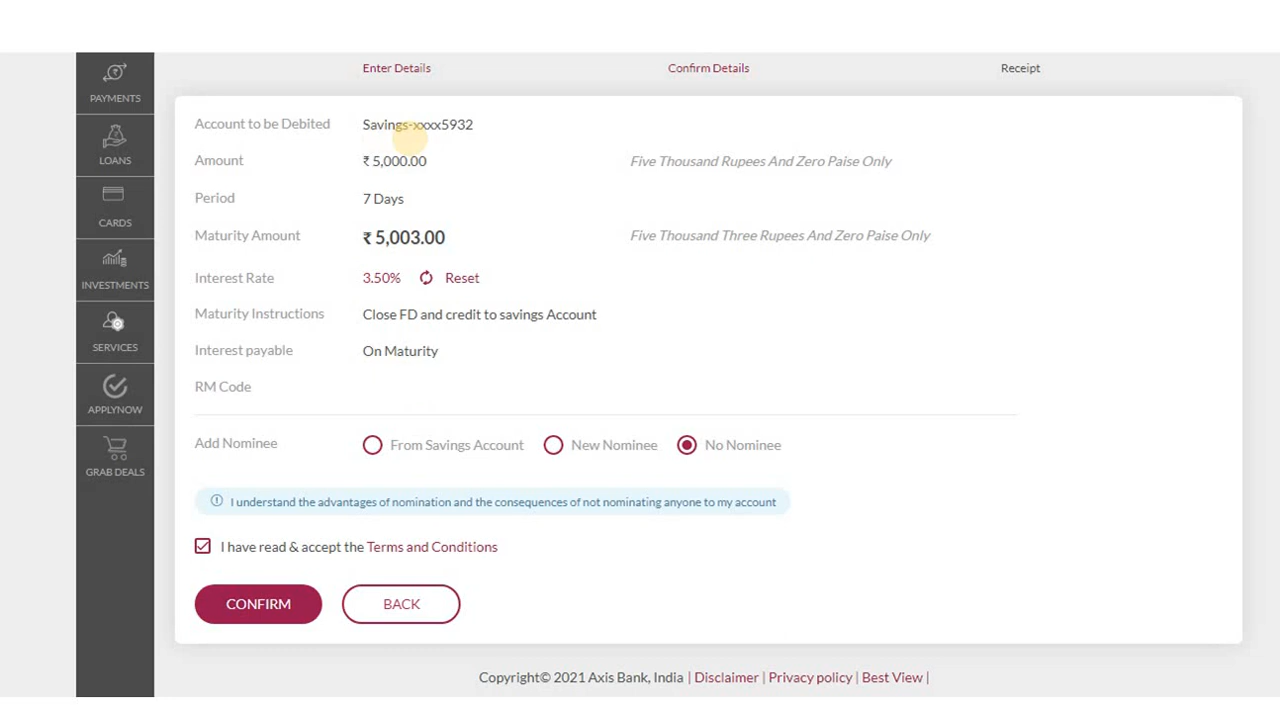 Enter Details Confirm Details Receipt
PAYMENTS
Account to be Debited Savings-xxxx5932
Amount ₹ 5,000.00 Five Thousand Rupees And Zero Paise Only
LOANS
Period 7 Days
CARDS
Maturity Amount ₹ 5,003.00 Five Thousand Three Rupees And Zero Paise Only
Interest Rate 3.50% Reset
INVESTMENTS
Maturity Instructions Close FD and credit to savings Account
SERVICES
Interest payable On Maturity
RM Code
APPLYNOW
Add Nominee From Savings Account New Nominee No Nominee
GRAB DEALS
I understand the advantages of nomination and the consequences of not nominating anyone to my account
I have read & accept the Terms and Conditions
CONFIRM BACK
Copyright© 2021 Axis Bank, India | Disclaimer | Privacy policy | Best View |